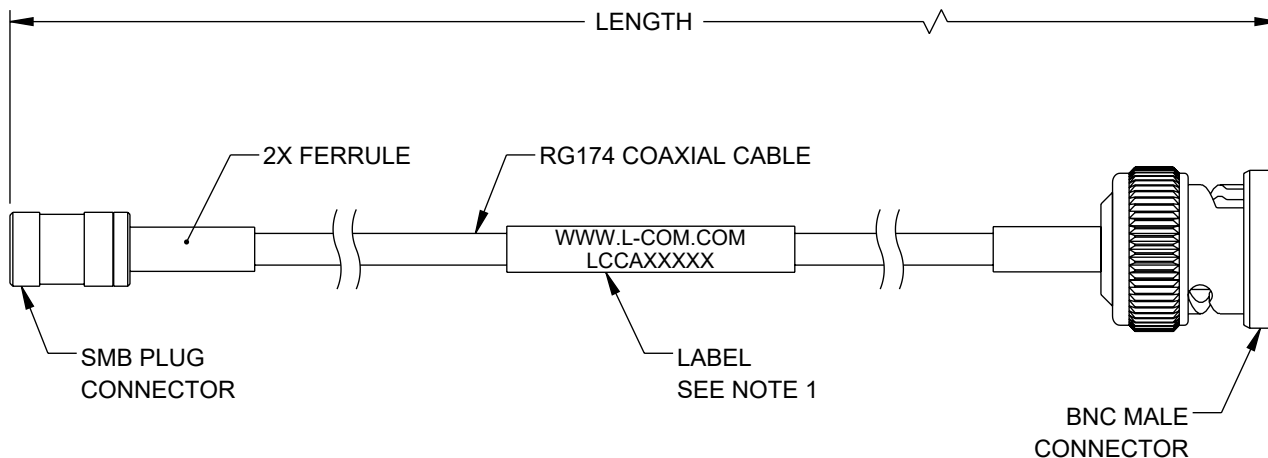 LENGTH
2X FERRULE
RG174 COAXIAL CABLE
WWW.L-COM.COM
LCCAXXXXX
SMB PLUG
CONNECTOR
LABEL
SEE NOTE 1
BNC MALE
CONNECTOR